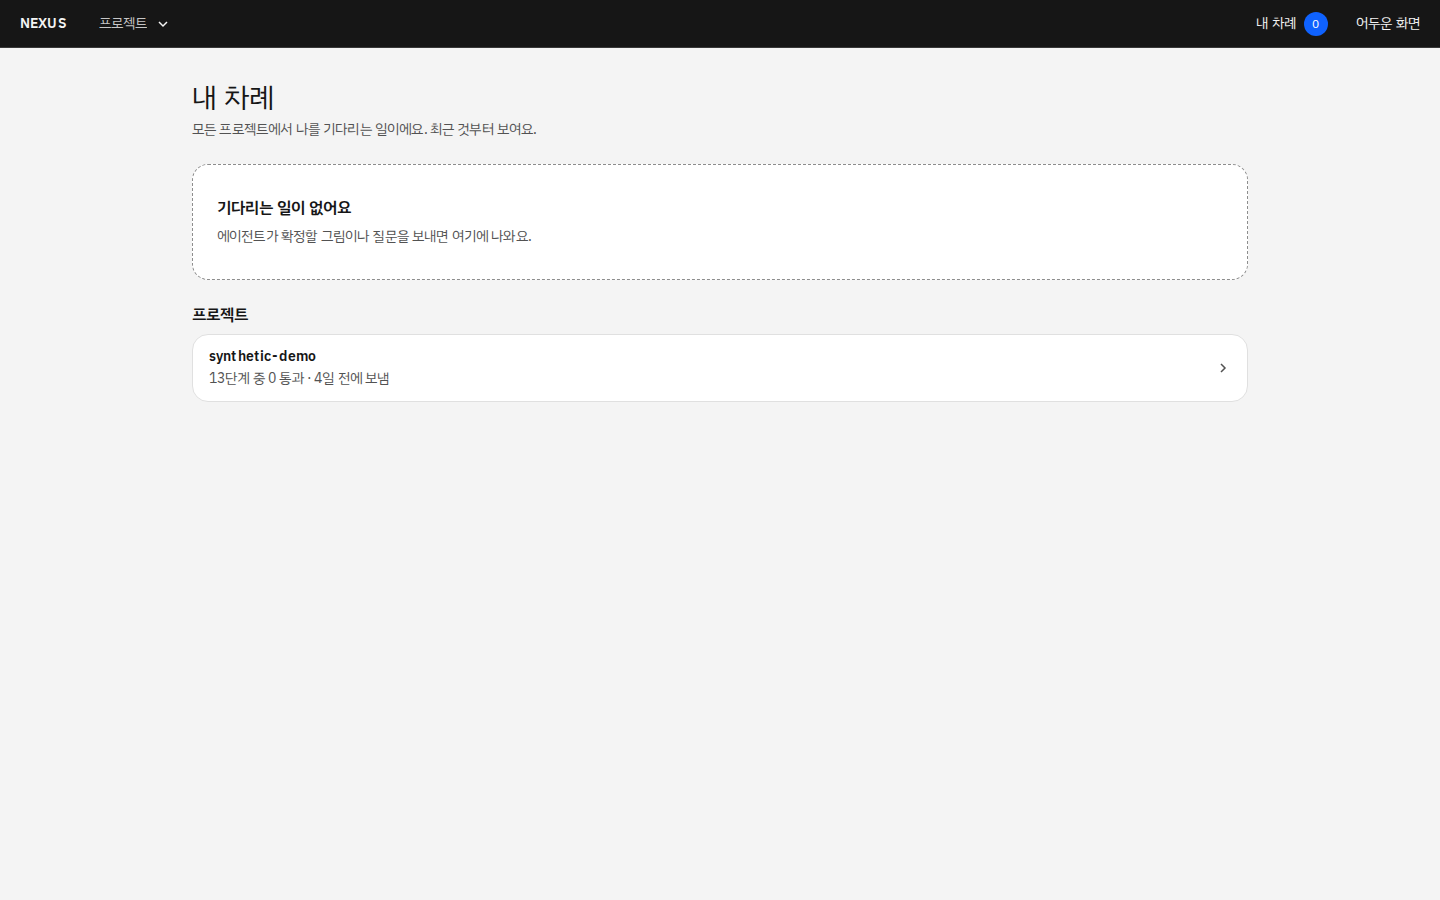 NEXUS
프로젝트
내 차례 0
어두운 화면
내 차례
모든 프로젝트에서 나를 기다리는 일이에요. 최근 것부터 보여요.
기다리는 일이 없어요
에이전트가 확정할 그림이나 질문을 보내면 여기에 나와요.
프로젝트
synthetic-demo
13단계 중 0 통과 · 4일 전에 보냄